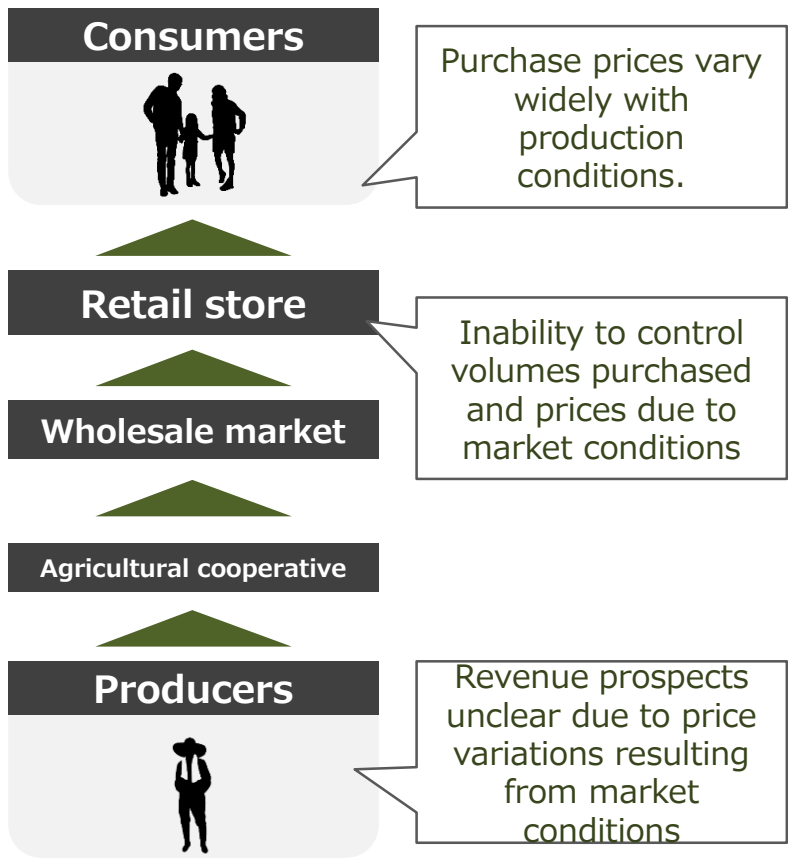 Consumers
Purchase prices vary
widely with
production
conditions.
Retail store
Inability to control
volumes purchased
and prices due to
market conditions
Wholesale market
Agricultural cooperative
Producers
Revenue prospects
unclear due to price
variations resulting
from market
conditions